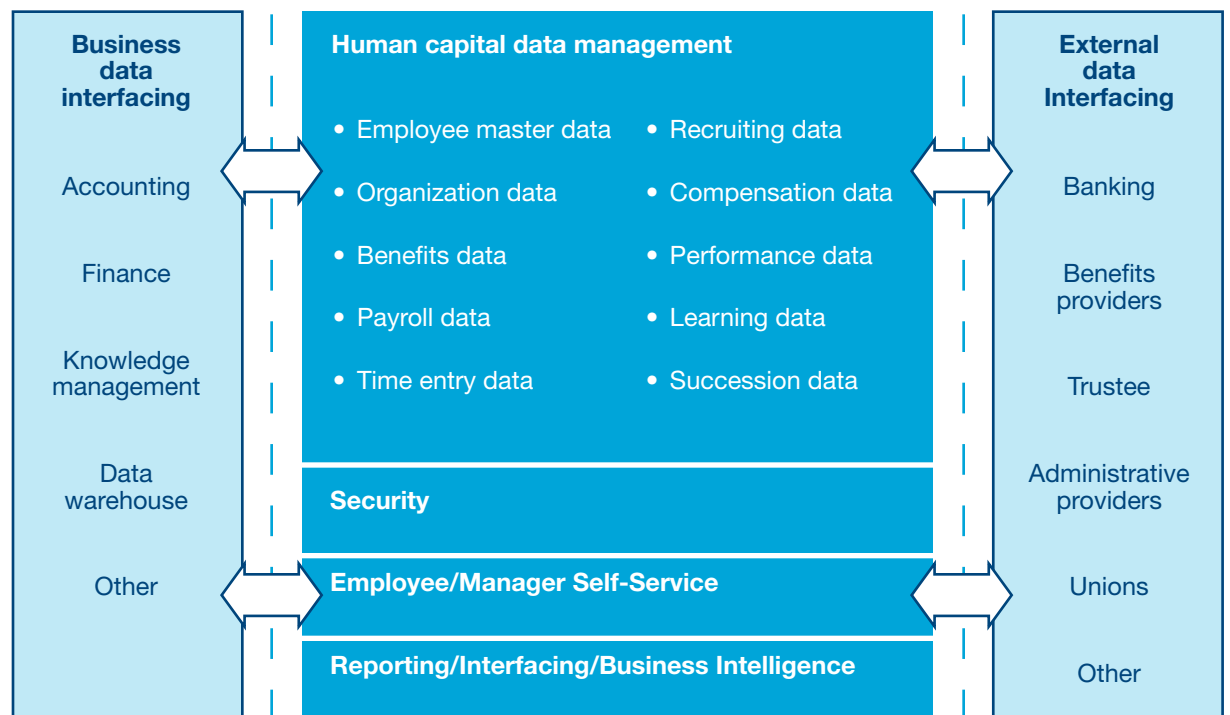 Business
data
interfacing
Accounting
Finance
Knowledge
management
Data
warehouse
Other
Human capital data management
• Employee master data
• Organization data
• Benefits data
• Payroll data
• Time entry data
• Recruiting data
• Compensation data
• Performance data
• Learning data
• Succession data
Security
Employee/Manager Self-Service
Reporting/Interfacing/Business Intelligence
External
data
Interfacing
Banking
Benefits
providers
Trustee
Administrative
providers
Unions
Other